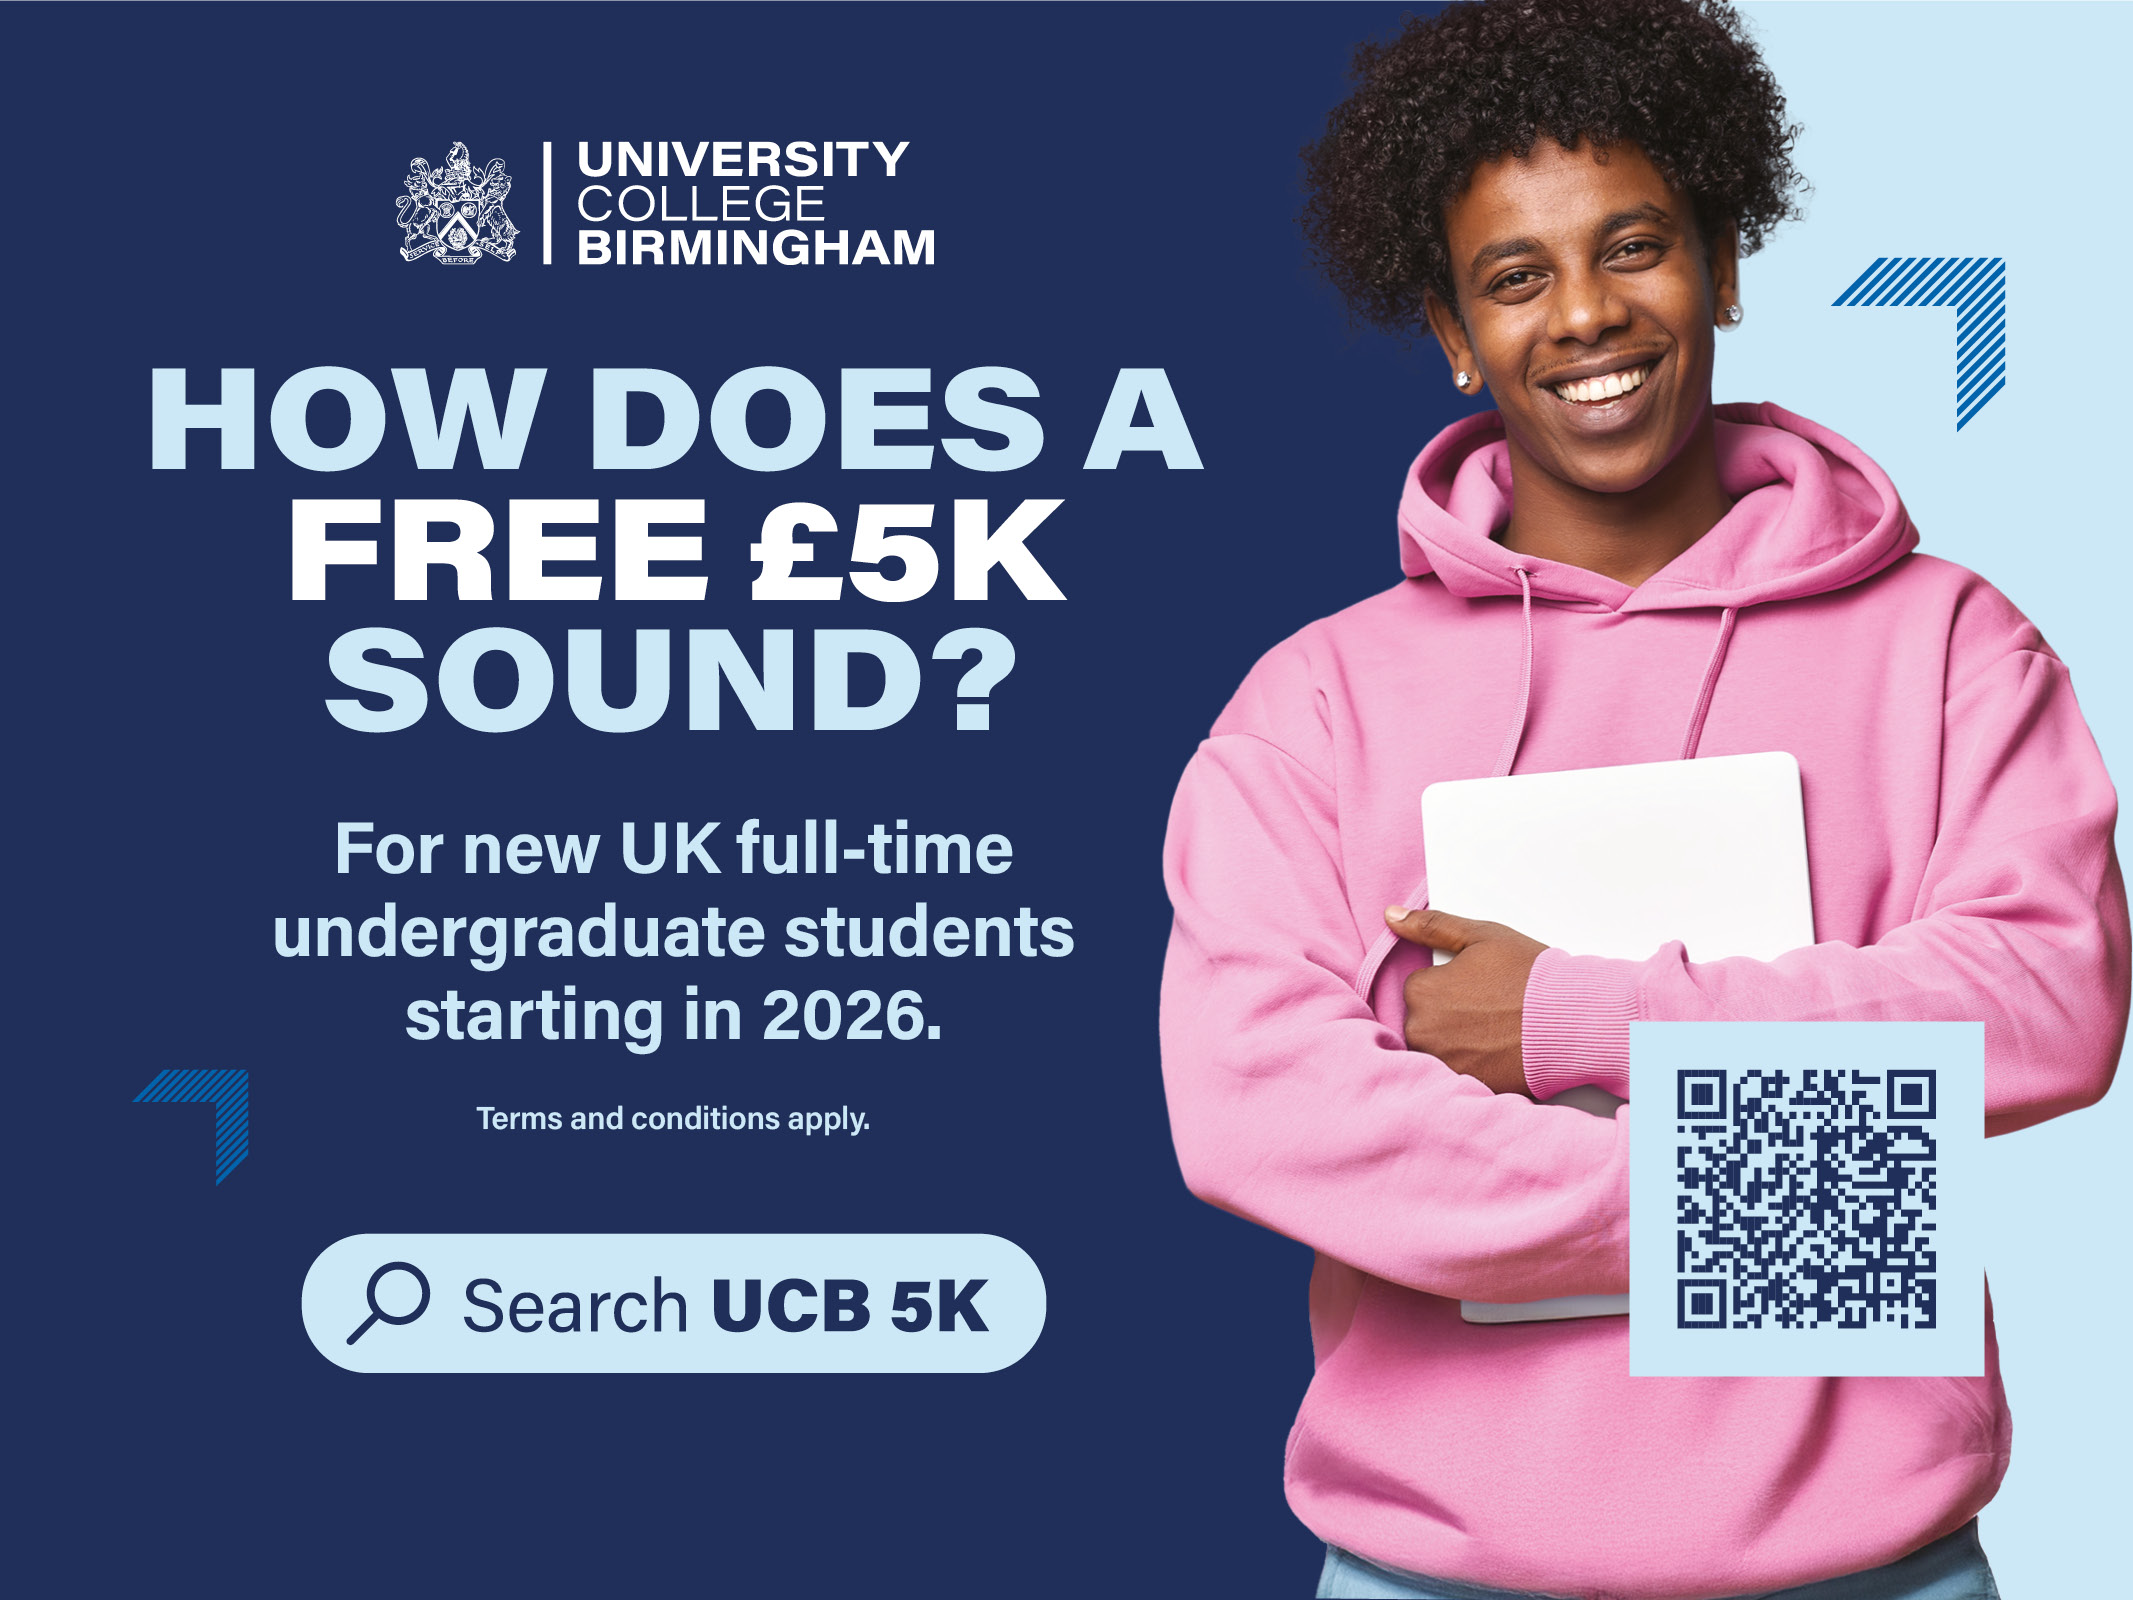 UNIVERSITY
COLLEGE
BIRMINGHAM
HOW DOES A
FREE £5K
SOUND?
For new UK full-time
undergraduate students
starting in 2026.
Terms and conditions apply.
Search UCB 5K